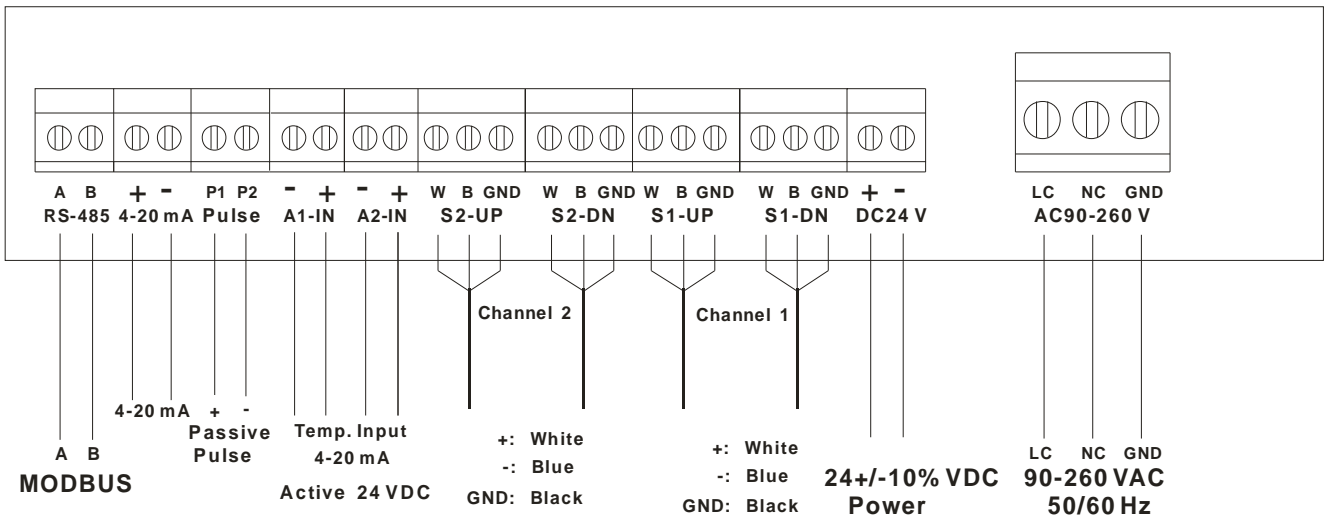 A B + - P1 P2 - + - + W B GND W B GND W B GND W B GND + - LC NC GND
RS-485 4-20 mA Pulse A1-IN A2-IN S2-UP S2-DN S1-UP S1-DN DC24 V AC90-260 V
Channel 2 Channel 1
4-20 mA + -
Passive
Pulse
A B
MODBUS
Temp. Input
4-20 mA
Active 24 VDC
+: White
-: Blue
GND: Black
+: White
-: Blue
GND: Black
24+/-10% VDC
Power
LC NC GND
90-260 VAC
50/60 Hz